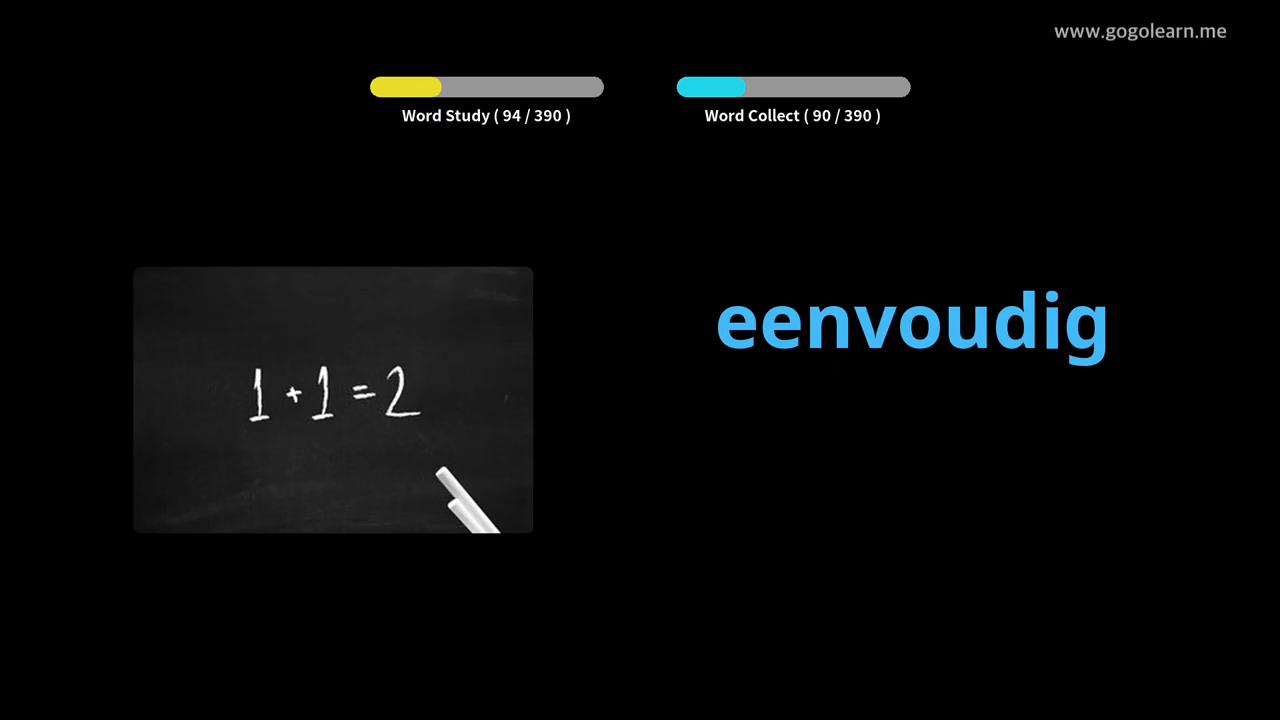 www.gogolearn.me
Word Study ( 94 / 390 )
Word Collect ( 90 / 390 )
eenvoudig
1 + 1 = 2